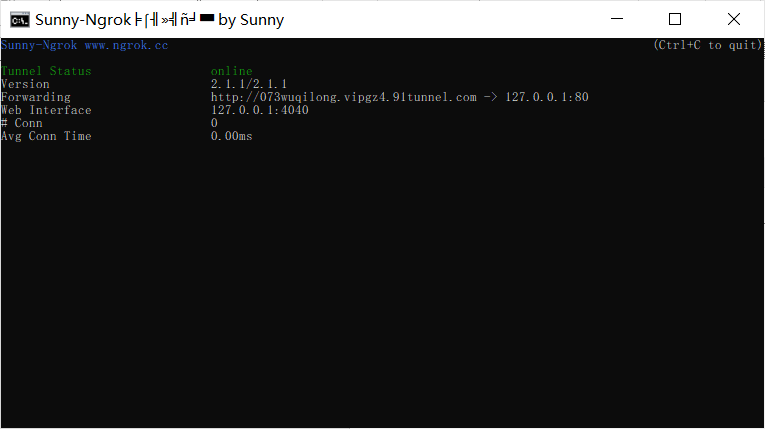 Sunny-Ngrok ├⌠╢»╣ñ╛▀ by Sunny
Sunny-Ngrok www.ngrok.cc (Ctrl+C to quit)
Tunnel Status online
Version 2.1.1/2.1.1
Forwarding http://073wuqilong.vipgz4.91tunnel.com -> 127.0.0.1:80
Web Interface 127.0.0.1:4040
# Conn 0
Avg Conn Time 0.00ms